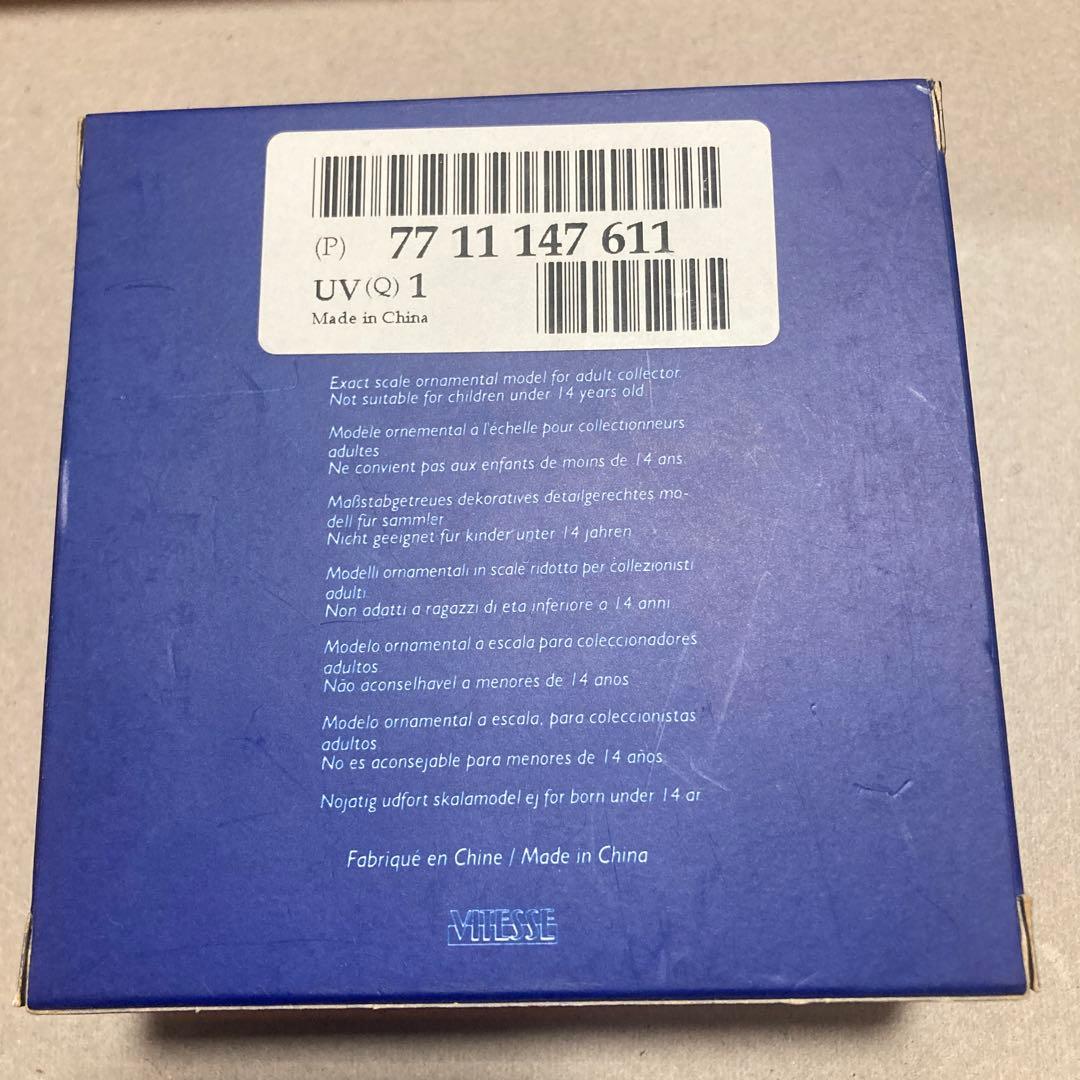 (P) 77 11 147 611
UV (Q) 1
Made in China
Exact scale ornamental model for adult collector.
Not suitable for children under 14 years old.
Modele ornemental a l'échelle pour collectionneurs
adultes
Ne convient pas aux enfants de moins de 14 ans.
Maßstabgetreues dekoratives detailgerechtes mo-
dell für sammler
Nicht geeignet für kinder unter 14 jahren
Modelli ornamentali in scale ridotta per collezionisti
adulti.
Non adatti a ragazzi di eta inferiore a 14 anni.
Modelo ornamental a escala para coleccionadores
adultos.
Não aconselhavel a menores de 14 anos
Modelo ornamental a escala, para coleccionistas
adultos
No es aconsejable para menores de 14 años.
Nojatig udfort skalamodel ej for born under 14 ar.
Fabriqué en Chine / Made in China
VITESSE